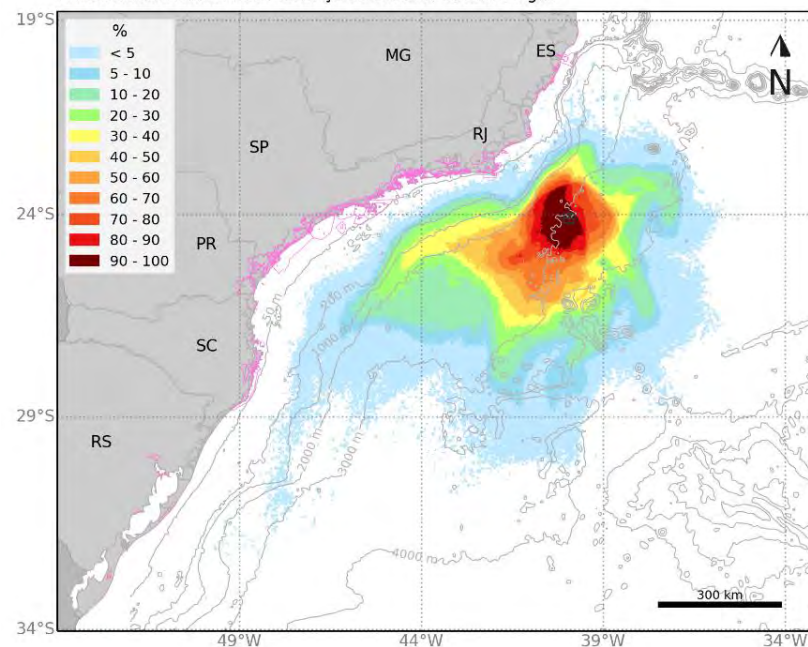 19°S
%
< 5
5 - 10
10 - 20
20 - 30
30 - 40
40 - 50
50 - 60
60 - 70
70 - 80
80 - 90
90 - 100
MG
ES
N
SP
RJ
24°S
PR
SC
200 m
1000 m
29°S
RS
2000 m
3000 m
4000 m
300 km
34°S
49°W
44°W
39°W
34°W